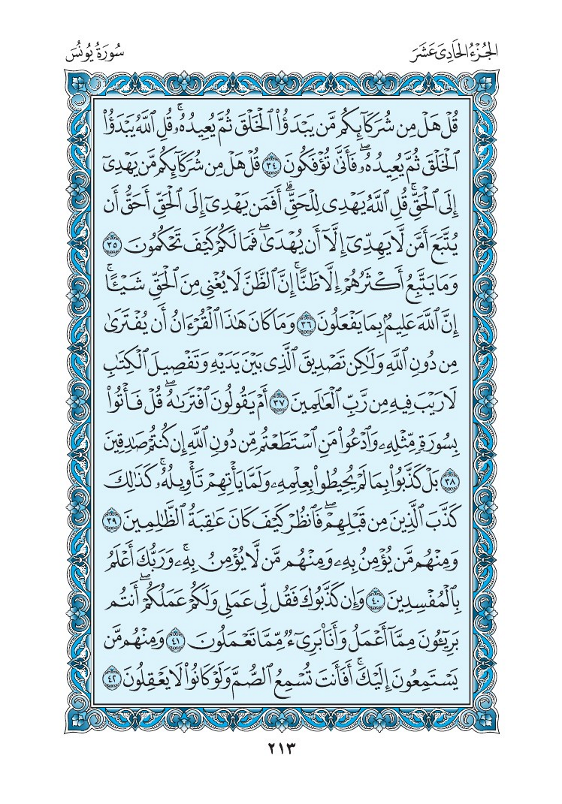 الجُزْءُ الحَادِىَ عَشَرَ
سُورَةُ يُونُسَ
قُلْ هَلْ مِن شُرَكَآئِكُم مَّن يَبْدَؤُا۟ ٱلْخَلْقَ ثُمَّ يُعِيدُهُۥ ۚ قُلِ ٱللَّهُ يَبْدَؤُا۟
ٱلْخَلْقَ ثُمَّ يُعِيدُهُۥ ۖ فَأَنَّىٰ تُؤْفَكُونَ ٣٤ قُلْ هَلْ مِن شُرَكَآئِكُم مَّن يَهْدِىٓ
إِلَى ٱلْحَقِّ ۚ قُلِ ٱللَّهُ يَهْدِى لِلْحَقِّ ۗ أَفَمَن يَهْدِىٓ إِلَى ٱلْحَقِّ أَحَقُّ أَن
يُتَّبَعَ أَمَّن لَّا يَهِدِّىٓ إِلَّآ أَن يُهْدَىٰ ۖ فَمَا لَكُمْ كَيْفَ تَحْكُمُونَ ٣٥
وَمَا يَتَّبِعُ أَكْثَرُهُمْ إِلَّا ظَنًّا ۚ إِنَّ ٱلظَّنَّ لَا يُغْنِى مِنَ ٱلْحَقِّ شَيْـًٔا ۚ
إِنَّ ٱللَّهَ عَلِيمٌۢ بِمَا يَفْعَلُونَ ٣٦ وَمَا كَانَ هَـٰذَا ٱلْقُرْءَانُ أَن يُفْتَرَىٰ
مِن دُونِ ٱللَّهِ وَلَـٰكِن تَصْدِيقَ ٱلَّذِى بَيْنَ يَدَيْهِ وَتَفْصِيلَ ٱلْكِتَـٰبِ
لَا رَيْبَ فِيهِ مِن رَّبِّ ٱلْعَـٰلَمِينَ ٣٧ أَمْ يَقُولُونَ ٱفْتَرَىٰهُ ۖ قُلْ فَأْتُوا۟
بِسُورَةٍ مِّثْلِهِۦ وَٱدْعُوا۟ مَنِ ٱسْتَطَعْتُم مِّن دُونِ ٱللَّهِ إِن كُنتُمْ صَـٰدِقِينَ
٣٨ بَلْ كَذَّبُوا۟ بِمَا لَمْ يُحِيطُوا۟ بِعِلْمِهِۦ وَلَمَّا يَأْتِهِمْ تَأْوِيلُهُۥ ۚ كَذَٰلِكَ
كَذَّبَ ٱلَّذِينَ مِن قَبْلِهِمْ ۖ فَٱنظُرْ كَيْفَ كَانَ عَـٰقِبَةُ ٱلظَّـٰلِمِينَ ٣٩
وَمِنْهُم مَّن يُؤْمِنُ بِهِۦ وَمِنْهُم مَّن لَّا يُؤْمِنُ بِهِۦ ۚ وَرَبُّكَ أَعْلَمُ
بِٱلْمُفْسِدِينَ ٤٠ وَإِن كَذَّبُوكَ فَقُل لِّى عَمَلِى وَلَكُمْ عَمَلُكُمْ ۖ أَنتُم
بَرِيٓـُٔونَ مِمَّآ أَعْمَلُ وَأَنَا۠ بَرِىٓءٌ مِّمَّا تَعْمَلُونَ ٤١ وَمِنْهُم مَّن
يَسْتَمِعُونَ إِلَيْكَ ۚ أَفَأَنتَ تُسْمِعُ ٱلصُّمَّ وَلَوْ كَانُوا۟ لَا يَعْقِلُونَ ٤٢
٢١٣